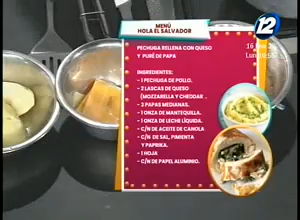 MENÚ
HOLA EL SALVADOR
12
PECHUGA RELLENA CON QUESO
Y PURÉ DE PAPA
INGREDIENTES:
- 1 PECHUGA DE POLLO.
- 2 LASCAS DE QUESO
(MOZZARELLA Y CHEDDAR .
- 3 PAPAS MEDIANAS.
- 1 ONZA DE MANTEQUILLA.
- 1 ONZA DE LECHE LÍQUIDA.
- C/N DE ACEITE DE CANOLA
- C/N DE SAL, PIMIENTA
Y PAPRIKA.
- 1 HOJA
- C/N DE PAPEL ALUMINIO.